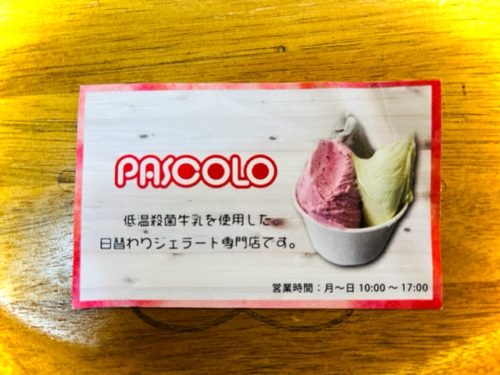 PASCOLO
低温殺菌牛乳を使用した、
日替わりジェラート専門店です。
営業時間：月～日 10:00 ～ 17:00